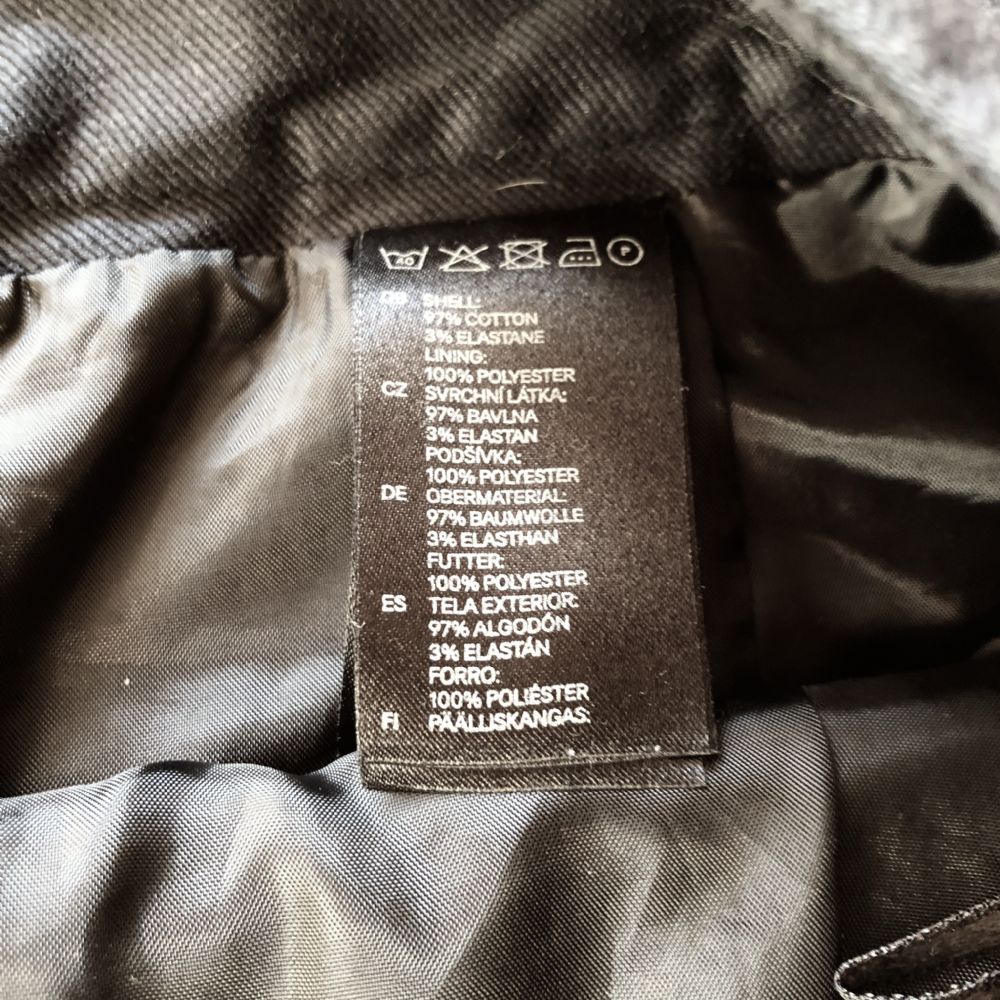 40 P
GB SHELL:
97% COTTON
3% ELASTANE
LINING:
100% POLYESTER
CZ SVRCHNÍ LÁTKA:
97% BAVLNA
3% ELASTAN
PODŠÍVKA:
100% POLYESTER
DE OBERMATERIAL:
97% BAUMWOLLE
3% ELASTHAN
FUTTER:
100% POLYESTER
ES TELA EXTERIOR:
97% ALGODÓN
3% ELASTÁN
FORRO:
100% POLIÉSTER
FI PÄÄLLISKANGAS: